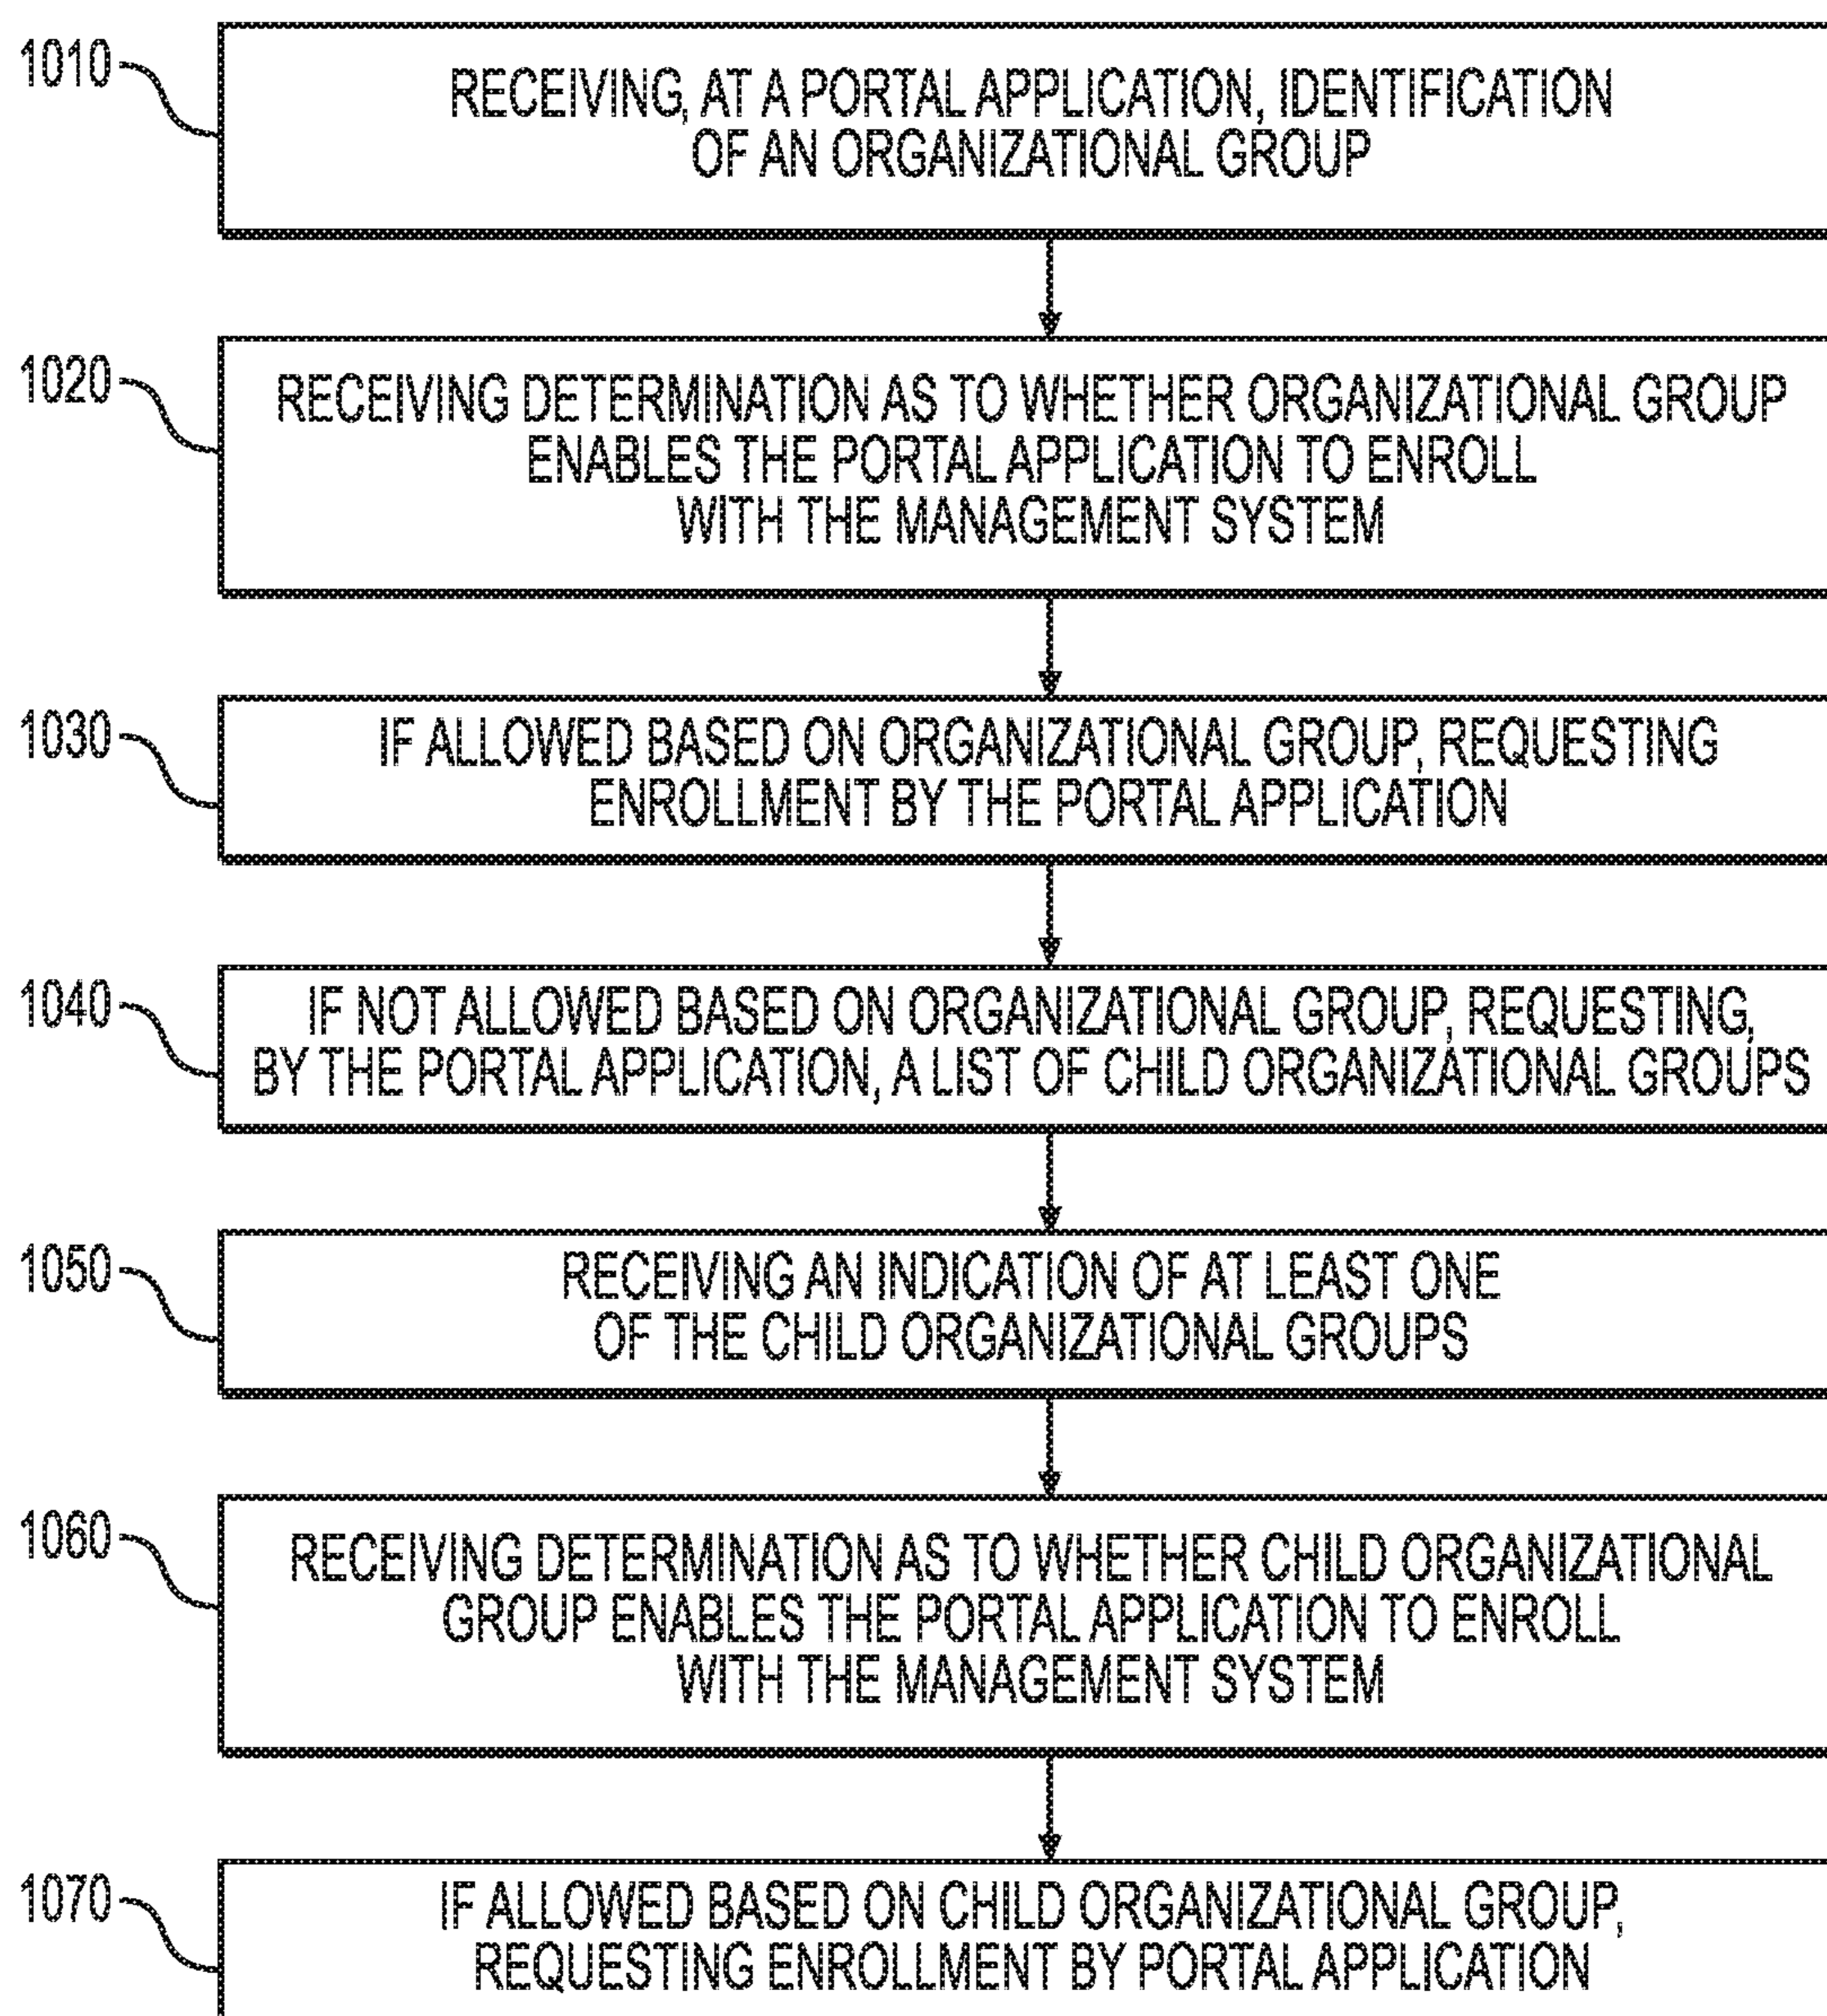 1010
RECEIVING, AT A PORTAL APPLICATION, IDENTIFICATION
OF AN ORGANIZATIONAL GROUP
1020
RECEIVING DETERMINATION AS TO WHETHER ORGANIZATIONAL GROUP
ENABLES THE PORTAL APPLICATION TO ENROLL
WITH THE MANAGEMENT SYSTEM
1030
IF ALLOWED BASED ON ORGANIZATIONAL GROUP, REQUESTING
ENROLLMENT BY THE PORTAL APPLICATION
1040
IF NOT ALLOWED BASED ON ORGANIZATIONAL GROUP, REQUESTING,
BY THE PORTAL APPLICATION, A LIST OF CHILD ORGANIZATIONAL GROUPS
1050
RECEIVING AN INDICATION OF AT LEAST ONE
OF THE CHILD ORGANIZATIONAL GROUPS
1060
RECEIVING DETERMINATION AS TO WHETHER CHILD ORGANIZATIONAL
GROUP ENABLES THE PORTAL APPLICATION TO ENROLL
WITH THE MANAGEMENT SYSTEM
1070
IF ALLOWED BASED ON CHILD ORGANIZATIONAL GROUP,
REQUESTING ENROLLMENT BY PORTAL APPLICATION